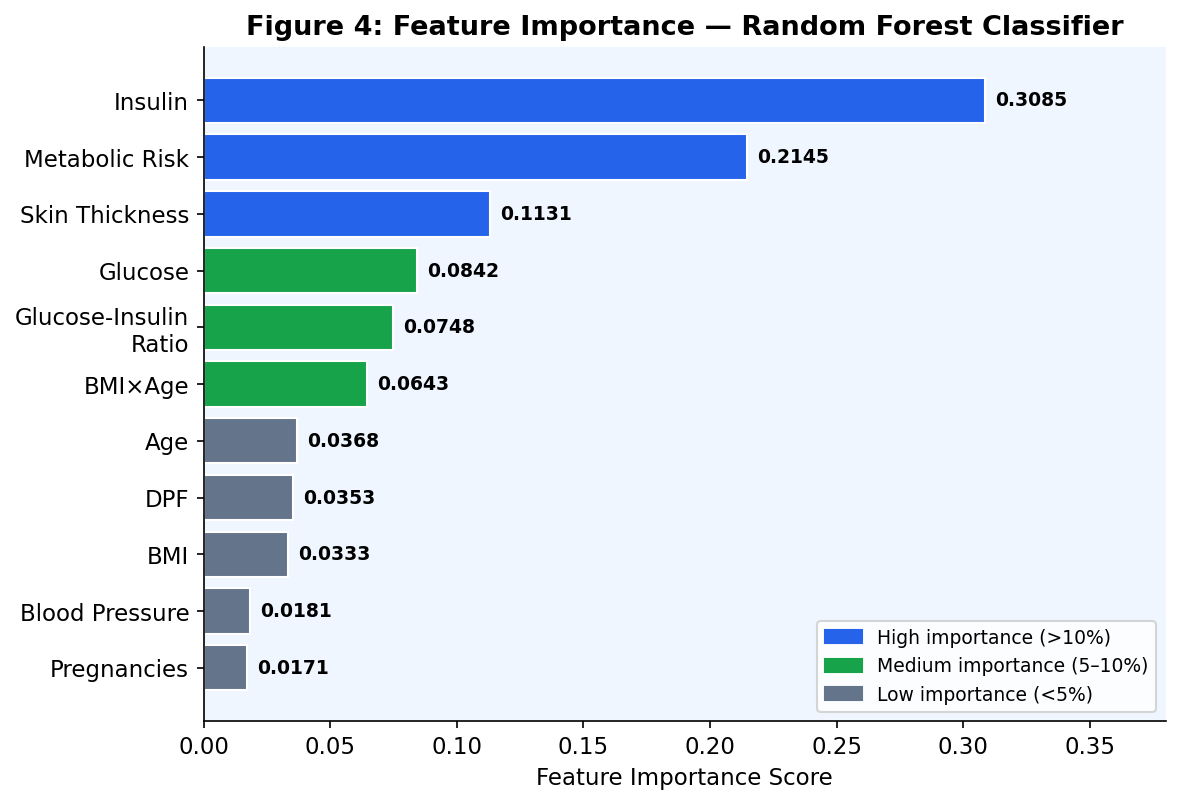 Figure 4: Feature Importance — Random Forest Classifier
Insulin
0.3085
Metabolic Risk
0.2145
Skin Thickness
0.1131
Glucose
0.0842
Glucose-Insulin
Ratio
0.0748
BMI×Age
0.0643
Age
0.0368
DPF
0.0353
BMI
0.0333
Blood Pressure
0.0181
Pregnancies
0.0171
High importance (>10%)
Medium importance (5–10%)
Low importance (<5%)
0.00 0.05 0.10 0.15 0.20 0.25 0.30 0.35
Feature Importance Score